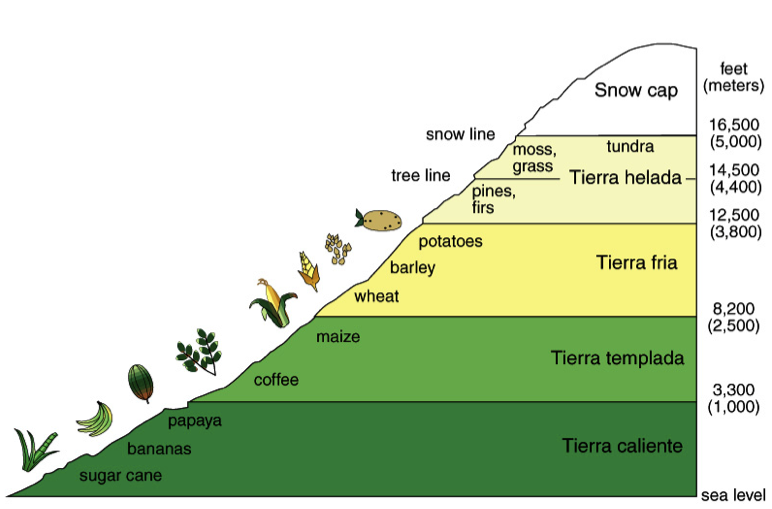 feet
(meters)
Snow cap
16,500
(5,000)
snow line
moss,
grass
tundra
tree line
14,500
(4,400)
Tierra helada
pines,
firs
12,500
(3,800)
potatoes
barley
Tierra fria
wheat
8,200
(2,500)
maize
Tierra templada
coffee
3,300
(1,000)
papaya
bananas
Tierra caliente
sugar cane
sea level